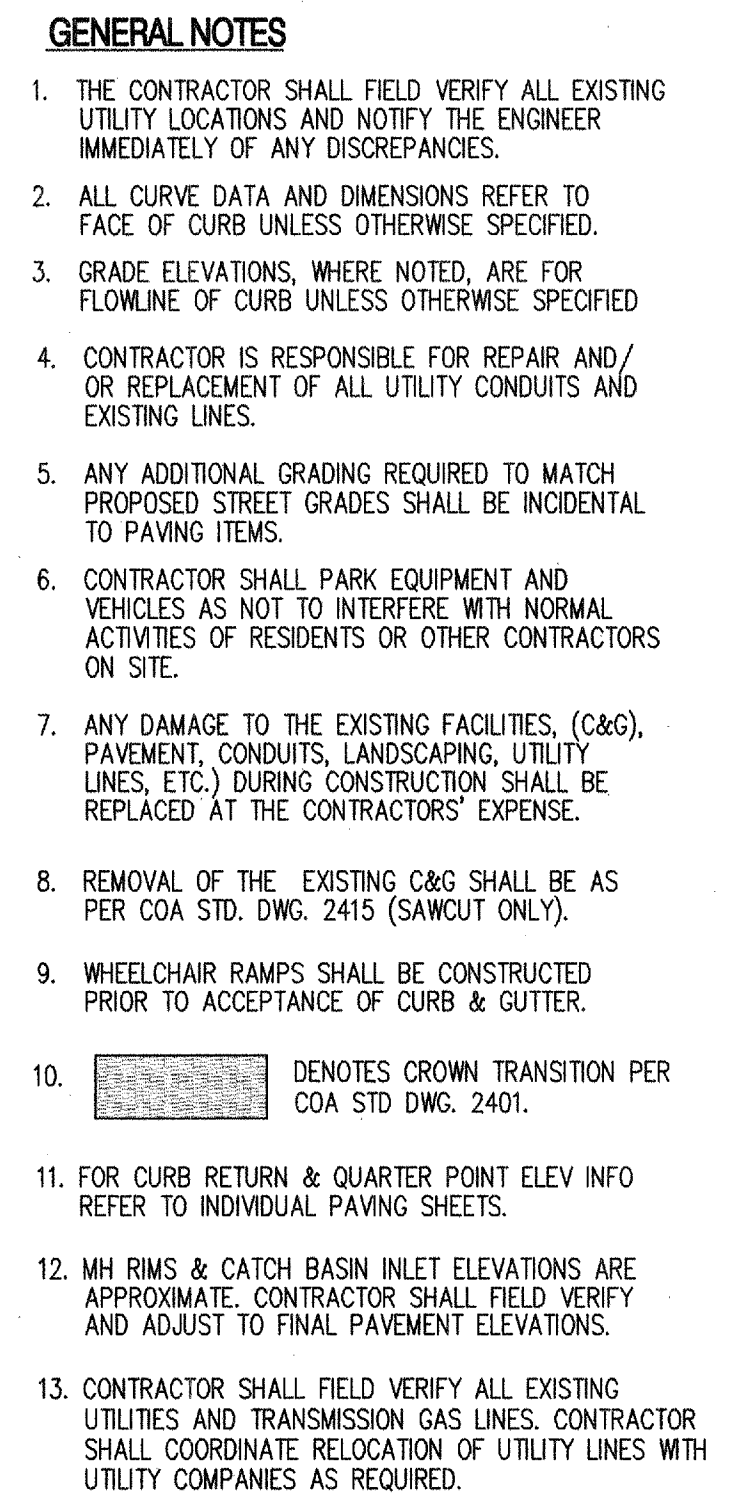 GENERAL NOTES
1. THE CONTRACTOR SHALL FIELD VERIFY ALL EXISTING
UTILITY LOCATIONS AND NOTIFY THE ENGINEER
IMMEDIATELY OF ANY DISCREPANCIES.
2. ALL CURVE DATA AND DIMENSIONS REFER TO
FACE OF CURB UNLESS OTHERWISE SPECIFIED.
3. GRADE ELEVATIONS, WHERE NOTED, ARE FOR
FLOWLINE OF CURB UNLESS OTHERWISE SPECIFIED
4. CONTRACTOR IS RESPONSIBLE FOR REPAIR AND/
OR REPLACEMENT OF ALL UTILITY CONDUITS AND
EXISTING LINES.
5. ANY ADDITIONAL GRADING REQUIRED TO MATCH
PROPOSED STREET GRADES SHALL BE INCIDENTAL
TO PAVING ITEMS.
6. CONTRACTOR SHALL PARK EQUIPMENT AND
VEHICLES AS NOT TO INTERFERE WITH NORMAL
ACTIVITIES OF RESIDENTS OR OTHER CONTRACTORS
ON SITE.
7. ANY DAMAGE TO THE EXISTING FACILITIES, (C&G),
PAVEMENT, CONDUITS, LANDSCAPING, UTILITY
LINES, ETC.) DURING CONSTRUCTION SHALL BE
REPLACED AT THE CONTRACTORS' EXPENSE.
8. REMOVAL OF THE EXISTING C&G SHALL BE AS
PER COA STD. DWG. 2415 (SAWCUT ONLY).
9. WHEELCHAIR RAMPS SHALL BE CONSTRUCTED
PRIOR TO ACCEPTANCE OF CURB & GUTTER.
10. DENOTES CROWN TRANSITION PER
COA STD DWG. 2401.
11. FOR CURB RETURN & QUARTER POINT ELEV INFO
REFER TO INDIVIDUAL PAVING SHEETS.
12. MH RIMS & CATCH BASIN INLET ELEVATIONS ARE
APPROXIMATE. CONTRACTOR SHALL FIELD VERIFY
AND ADJUST TO FINAL PAVEMENT ELEVATIONS.
13. CONTRACTOR SHALL FIELD VERIFY ALL EXISTING
UTILITIES AND TRANSMISSION GAS LINES. CONTRACTOR
SHALL COORDINATE RELOCATION OF UTILITY LINES WITH
UTILITY COMPANIES AS REQUIRED.